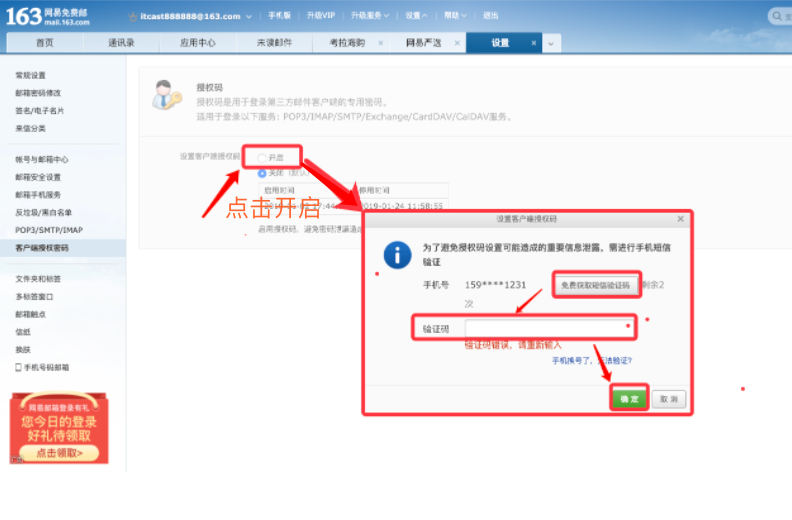 163 网易免费邮
mail.163.com
itcast888888@163.com 手机版 升级VIP 升级服务 设置 帮助 退出
首页 通讯录 应用中心 未读邮件 考拉海购 × 网易严选 × 设置 ×
常规设置
邮箱密码修改
签名/电子名片
来信分类
帐号与邮箱中心
邮箱安全设置
邮箱手机服务
反垃圾/黑白名单
POP3/SMTP/IMAP
客户端授权密码
文件夹和标签
多标签窗口
邮箱触点
信纸
换肤
手机号码邮箱
网易邮箱登录有礼
您今日的登录
好礼待领取
点击领取>
授权码
授权码是用于登录第三方邮件客户端的专用密码。
适用于登录以下服务：POP3/IMAP/SMTP/Exchange/CardDAV/CalDAV服务。
设置客户端授权码 开启
关闭
启用时间 停用时间
2019-01-24 11:58:55
启用授权码，避免密码泄漏造成
点击开启
设置客户端授权码
为了避免授权码设置可能造成的重要信息泄露，需进行手机短信
验证
手机号 159****1231 免费获取短信验证码 剩余2
次
验证码
验证码错误，请重新输入
手机换号了，无法验证?
确 定 取 消